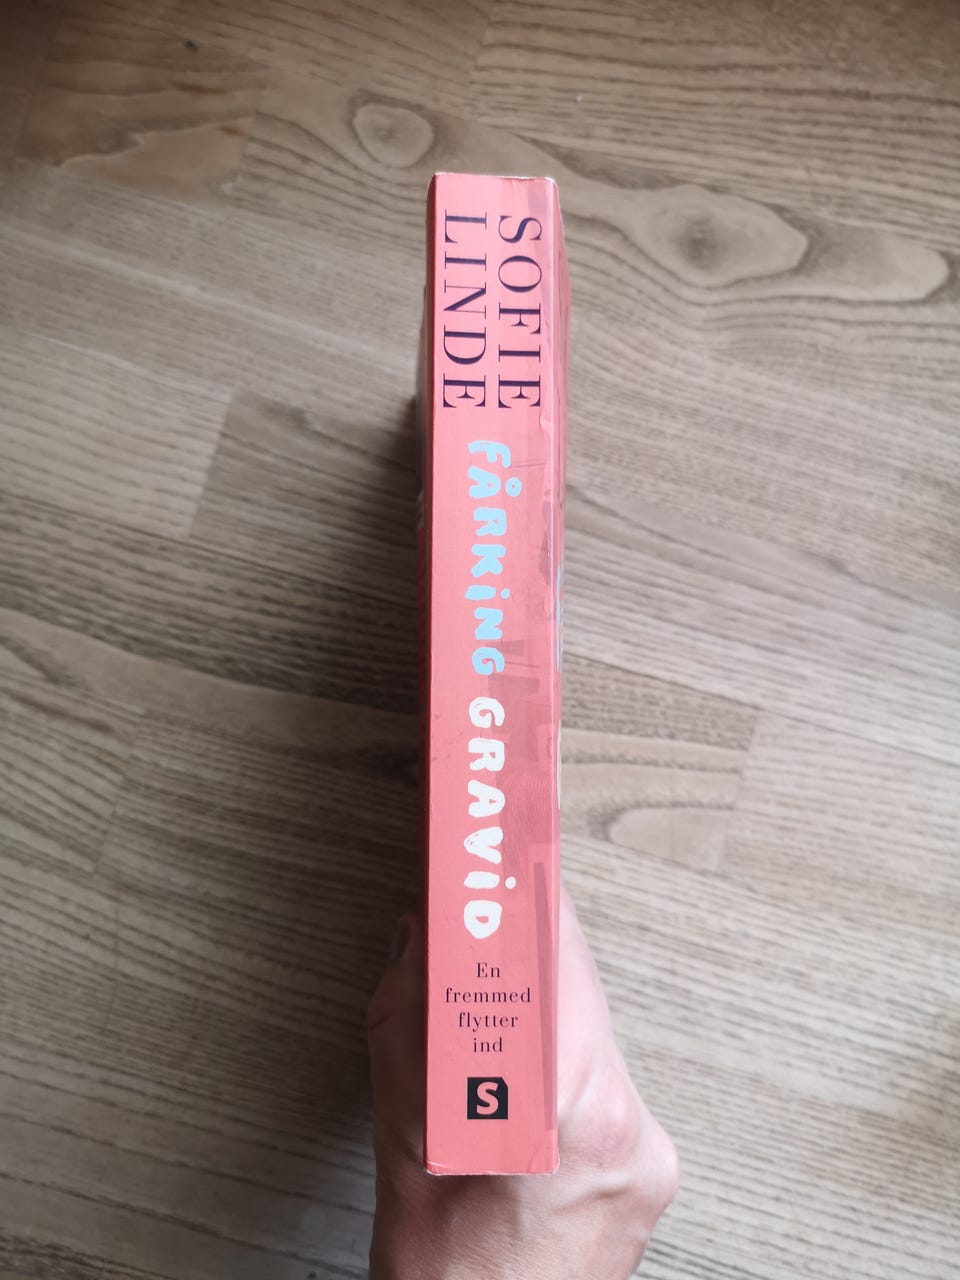 SOFIE
LINDE
FÅRKiNG GRAViD
En
fremmed
flytter
ind
S